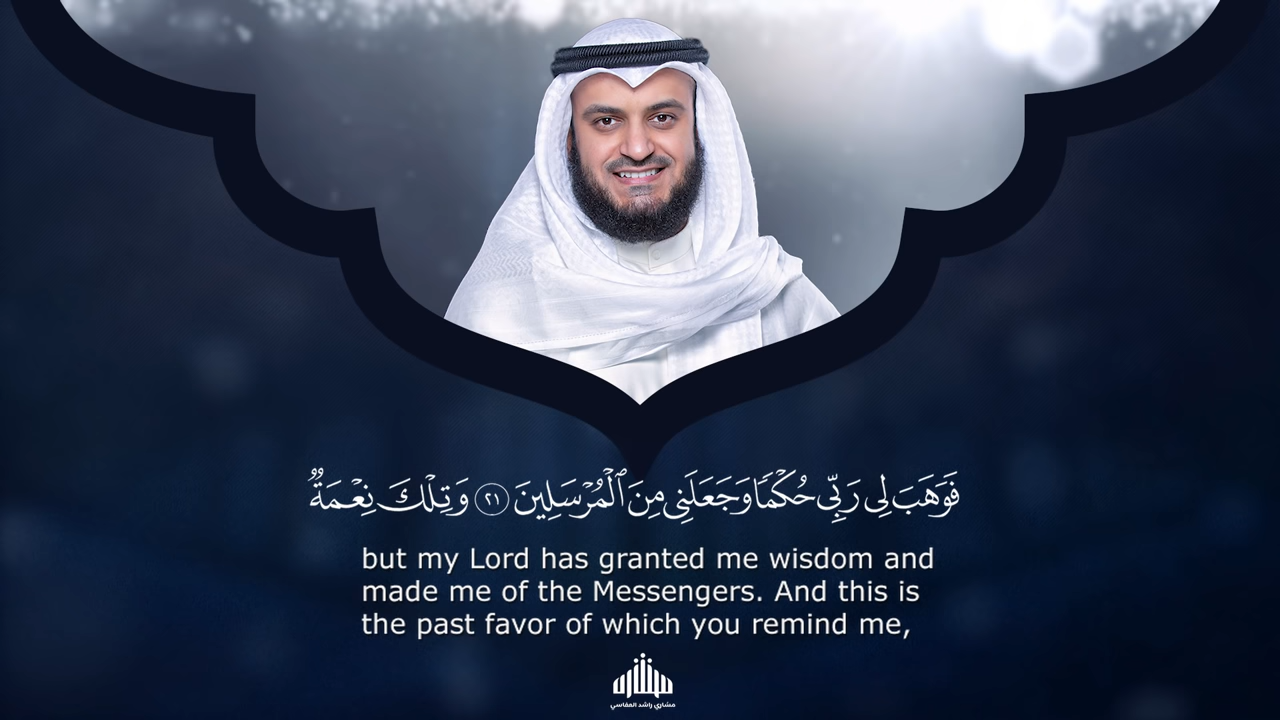 فَوَهَبَ لِى رَبِّى حُكْمًا وَجَعَلَنِى مِنَ ٱلْمُرْسَلِينَ ٢١ وَتِلْكَ نِعْمَةٌ
but my Lord has granted me wisdom and
made me of the Messengers. And this is
the past favor of which you remind me,
مشاري راشد العفاسي